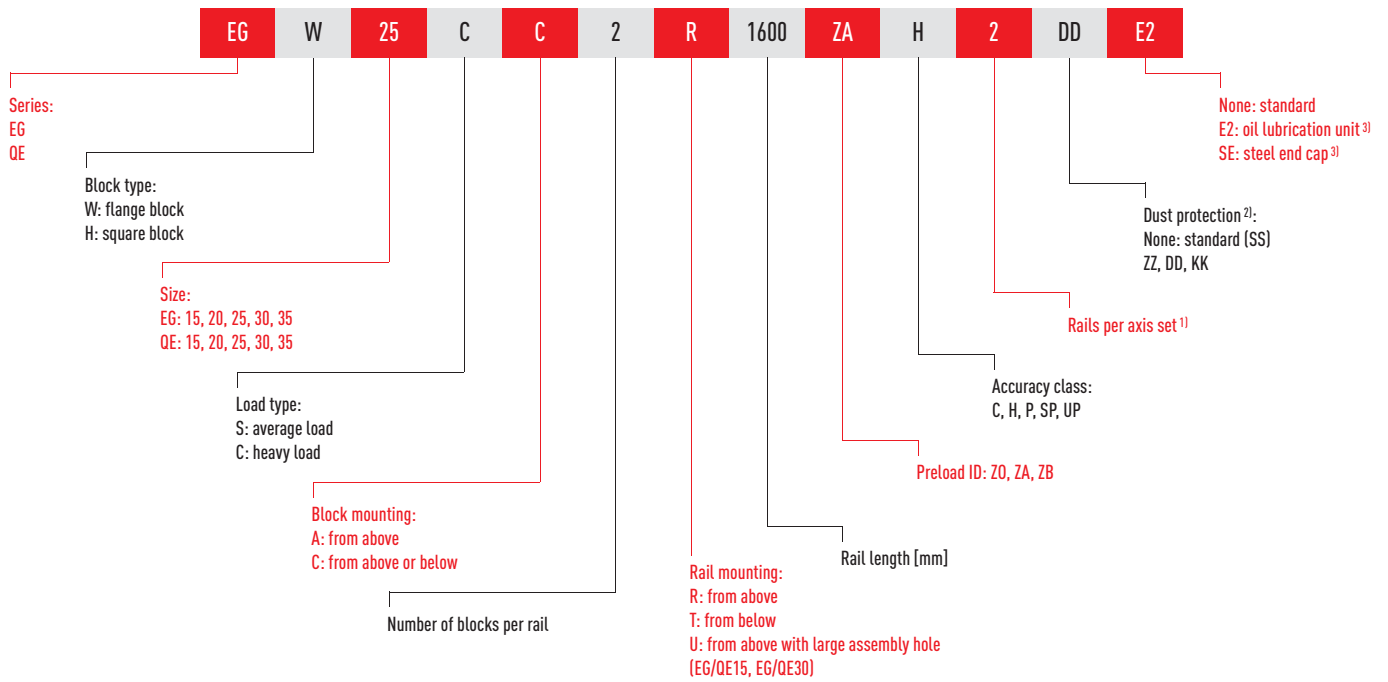 EG W 25 C C 2 R 1600 ZA H 2 DD E2
Series:
EG
QE
Block type:
W: flange block
H: square block
Size:
EG: 15, 20, 25, 30, 35
QE: 15, 20, 25, 30, 35
Load type:
S: average load
C: heavy load
Block mounting:
A: from above
C: from above or below
Number of blocks per rail
Rail mounting:
R: from above
T: from below
U: from above with large assembly hole
(EG/QE15, EG/QE30)
Rail length [mm]
Preload ID: Z0, ZA, ZB
Accuracy class:
C, H, P, SP, UP
Rails per axis set 1)
Dust protection 2):
None: standard (SS)
ZZ, DD, KK
None: standard
E2: oil lubrication unit 3)
SE: steel end cap 3)